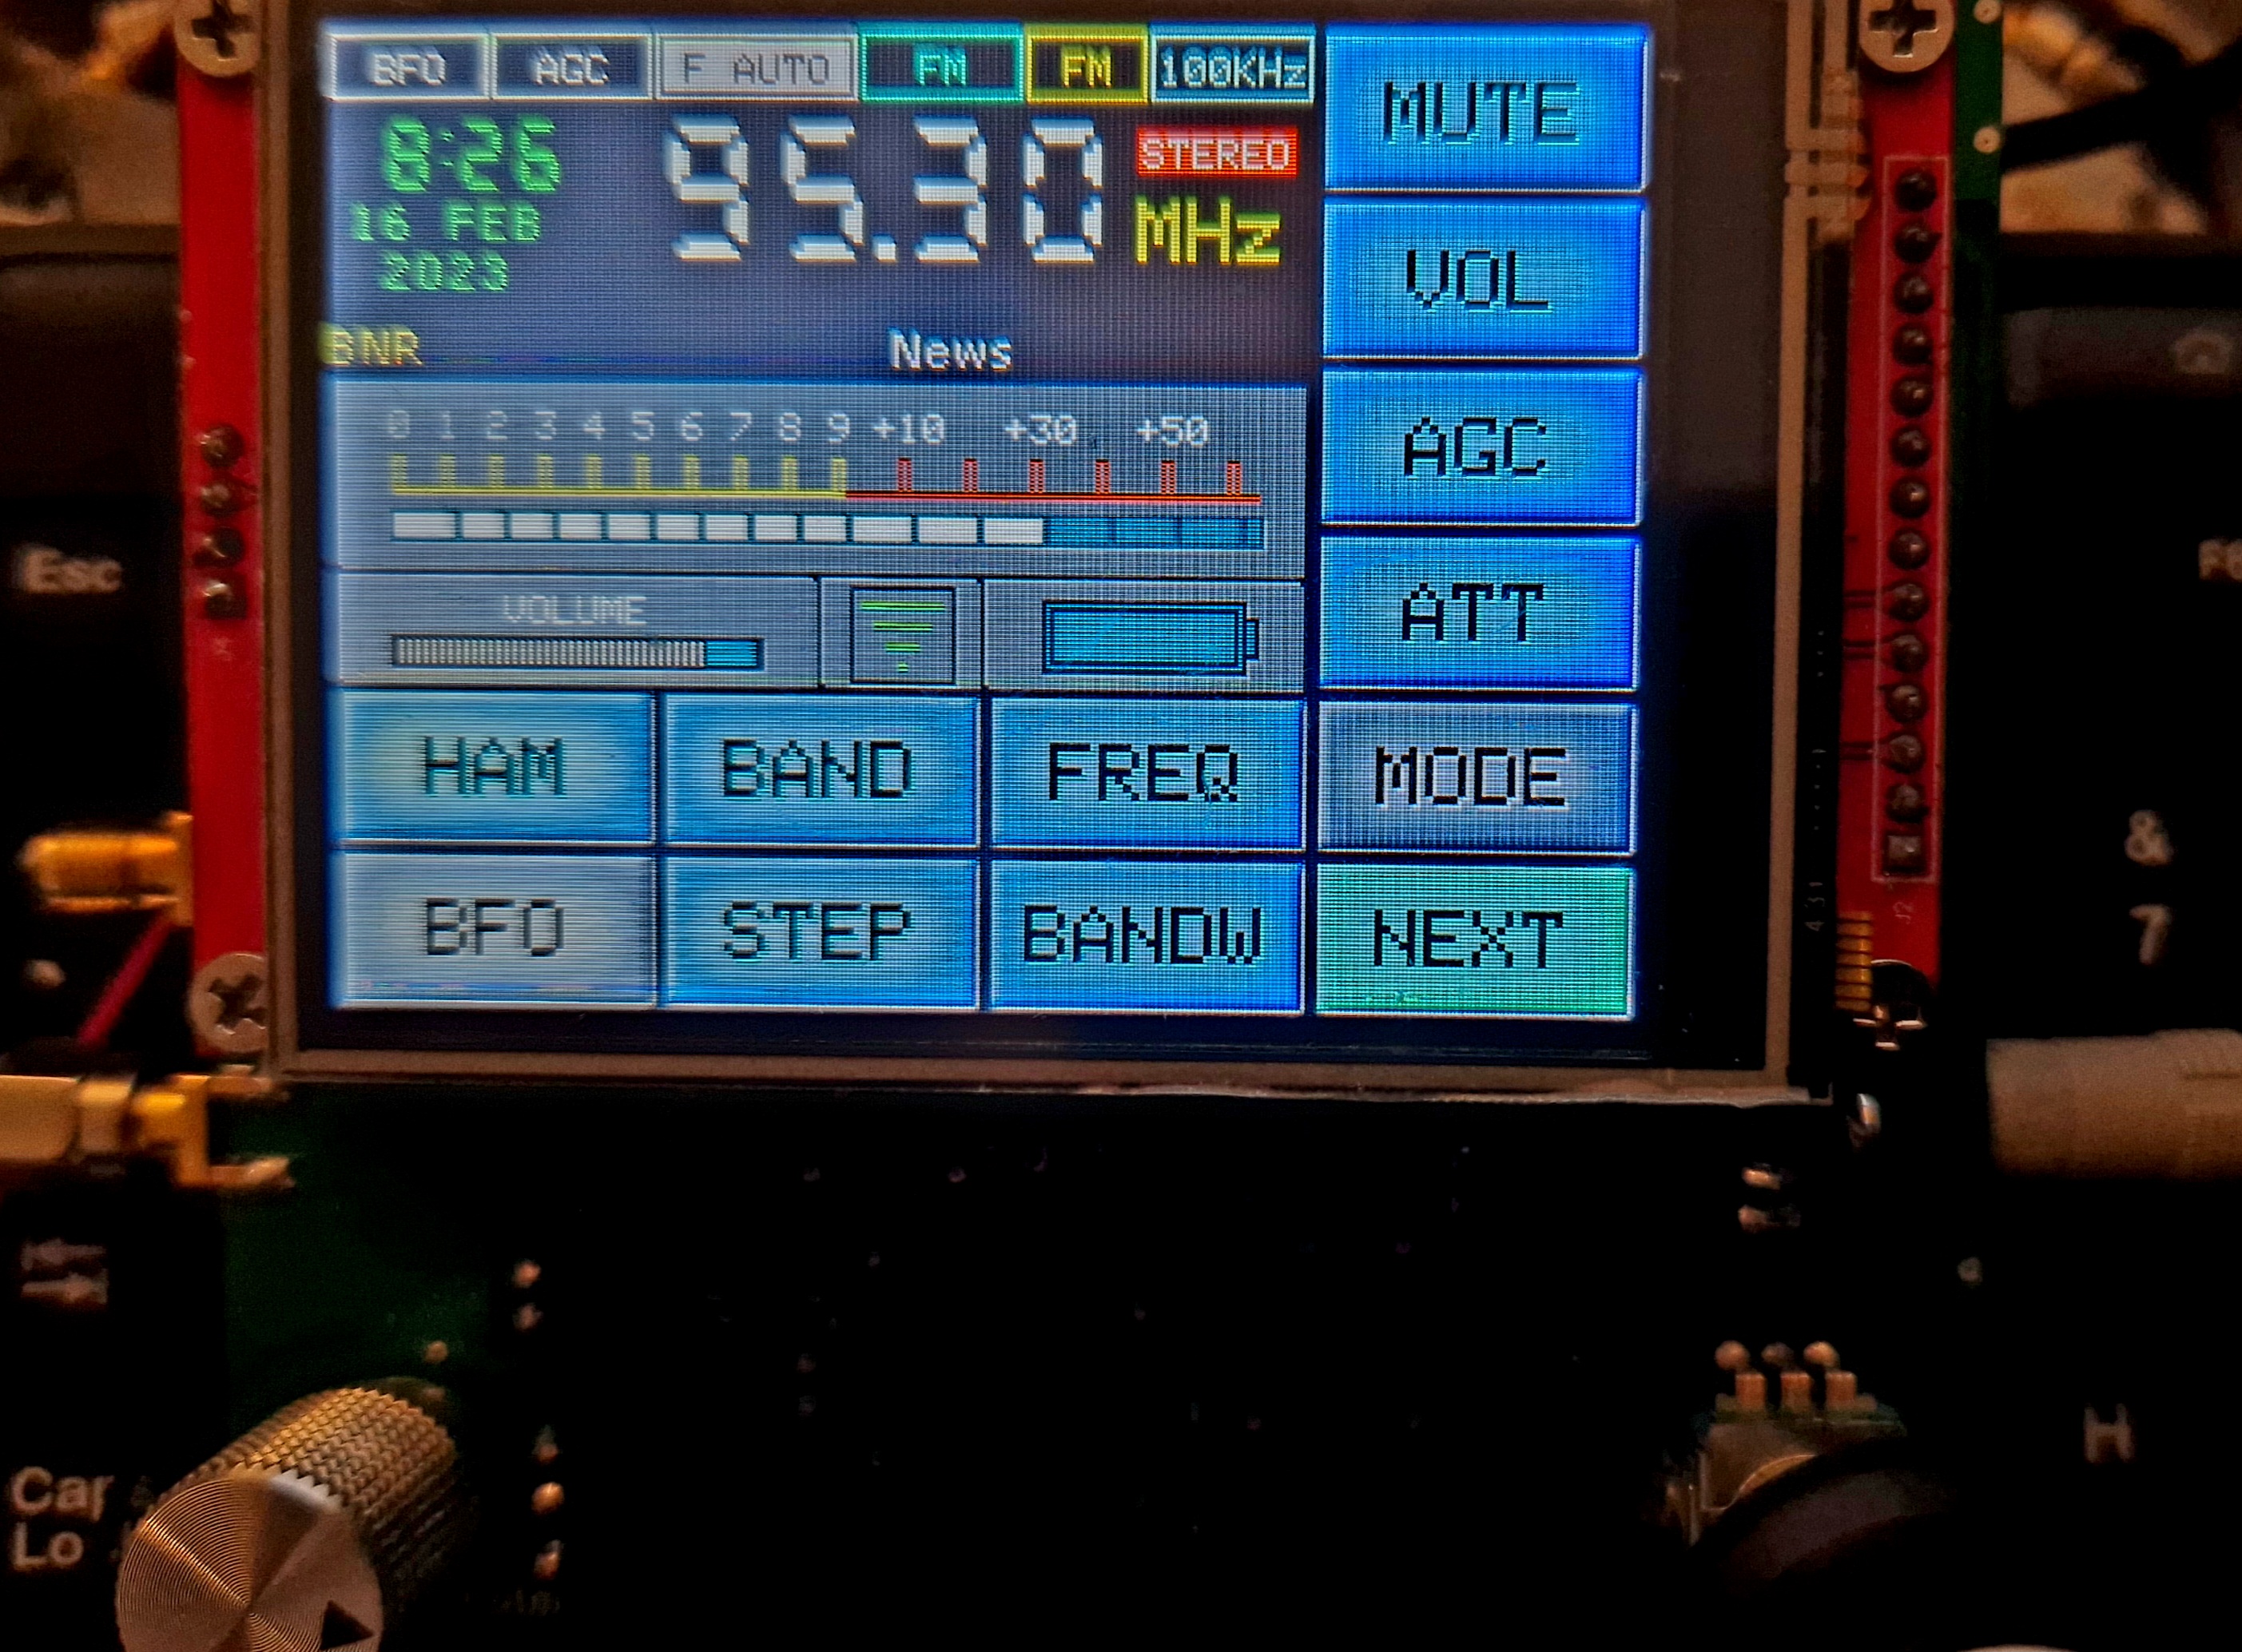 BFO AGC F AUTO FM FM 100KHz
8:26 95.30 STEREO
16 FEB MHz
2023
BNR News
0 1 2 3 4 5 6 7 8 9 +10 +30 +50
VOLUME
MUTE
VOL
AGC
ATT
HAM BAND FREQ MODE
BFO STEP BANDW NEXT
Esc
&
7
H
Lo